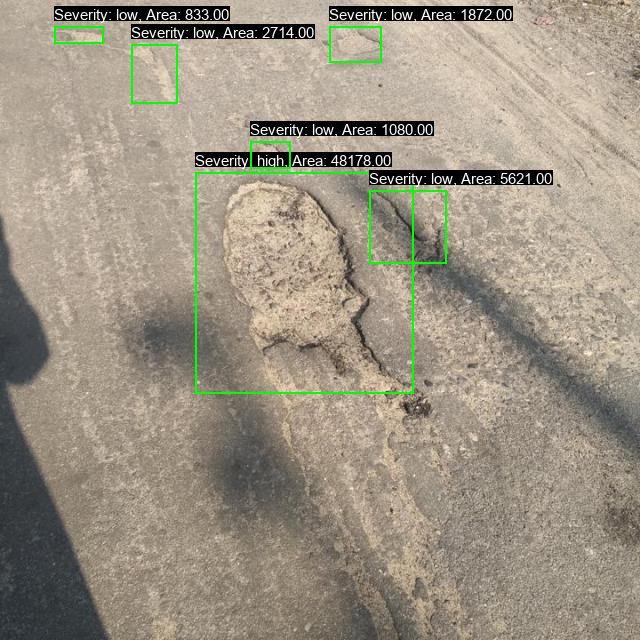 Severity: low, Area: 833.00
Severity: low, Area: 1872.00
Severity: low, Area: 2714.00
Severity: low, Area: 1080.00
Severity: high, Area: 48178.00
Severity: low, Area: 5621.00